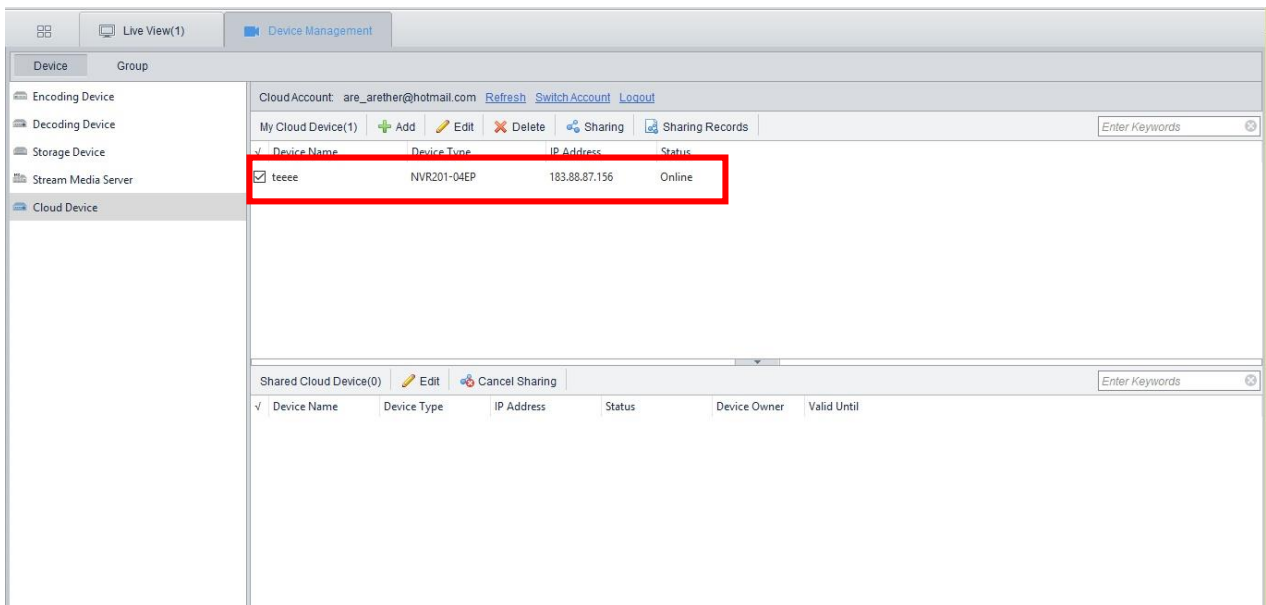 Live View(1) Device Management
Device Group
Encoding Device
Decoding Device
Storage Device
Stream Media Server
Cloud Device
Cloud Account: are_arether@hotmail.com Refresh Switch Account Logout
My Cloud Device(1) Add Edit Delete Sharing Sharing Records Enter Keywords
√ Device Name Device Type IP Address Status
teeee NVR201-04EP 183.88.87.156 Online
Shared Cloud Device(0) Edit Cancel Sharing Enter Keywords
√ Device Name Device Type IP Address Status Device Owner Valid Until